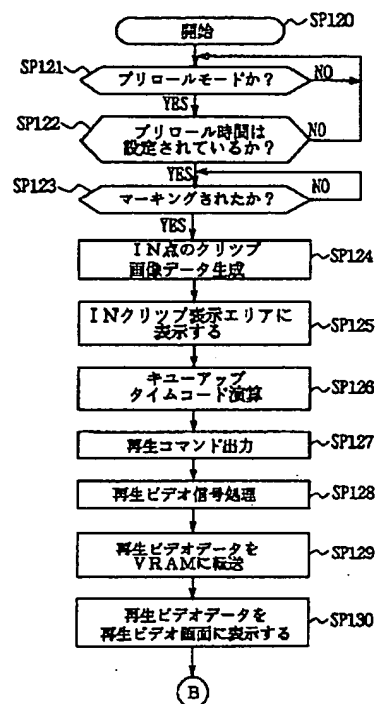 開始
SP120
SP121
プリロールモードか?
NO
YES
SP122
プリロール時間は
設定されているか?
NO
YES
SP123
マーキングされたか?
NO
YES
IN点のクリップ
画像データ生成
SP124
INクリップ表示エリアに
表示する
SP125
キユーアップ
タイムコード演算
SP126
再生コマンド出力
SP127
再生ビデオ信号処理
SP128
再生ビデオデータを
VRAMに転送
SP129
再生ビデオデータを
再生ビデオ画面に表示する
SP130
B